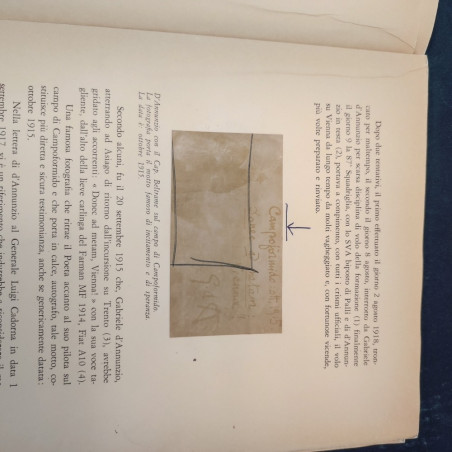 Dopo due tentativi, il primo effettuato il giorno 2 agosto 1918, man-
cato per maltempo, il secondo il giorno 8 agosto, interrotto da Gabriele
d'Annunzio per scarsa disciplina di volo della formazione (1) finalmente
il giorno 9 la 87ª Squadriglia, con lo SVA biposto di Palli e di d'Annun-
zio in testa (2), portava a compimento, con tutti i crismi ufficiali, il volo
su Vienna da lungo tempo da molti vagheggiato e, con fortunose vicende,
più volte preparato e rinviato.
Campoformido
Donec ad metam
D'Annunzio con il Cap. Beltrame sul campo di Campoformido.
La fotografia porta il motto famoso di incitamento e di speranza.
La data è: ottobre 1915.
Secondo alcuni, fu il 20 settembre 1915 che, Gabriele d'Annunzio,
atterrando ad Asiago di ritorno dall'incursione su Trento (3), avrebbe
gridato agli accorrenti: « Donec ad metam, Vienna! » con la sua voce ta-
gliente, dall'alto della lieve carlinga del Farman MF 1914, Fiat A10 (4).
Una famosa fotografia che ritrae il Poeta accanto al suo pilota sul
campo di Campoformido e che porta in calce, autografo, tale motto, co-
stituisce più diretta e sicura testimonianza, anche se genericamente datata:
ottobre 1915.
Nella lettera di d'Annunzio al Generale Luigi Cadorna in data 1
settembre 1917, vi è un riferimento che indurrebbe a